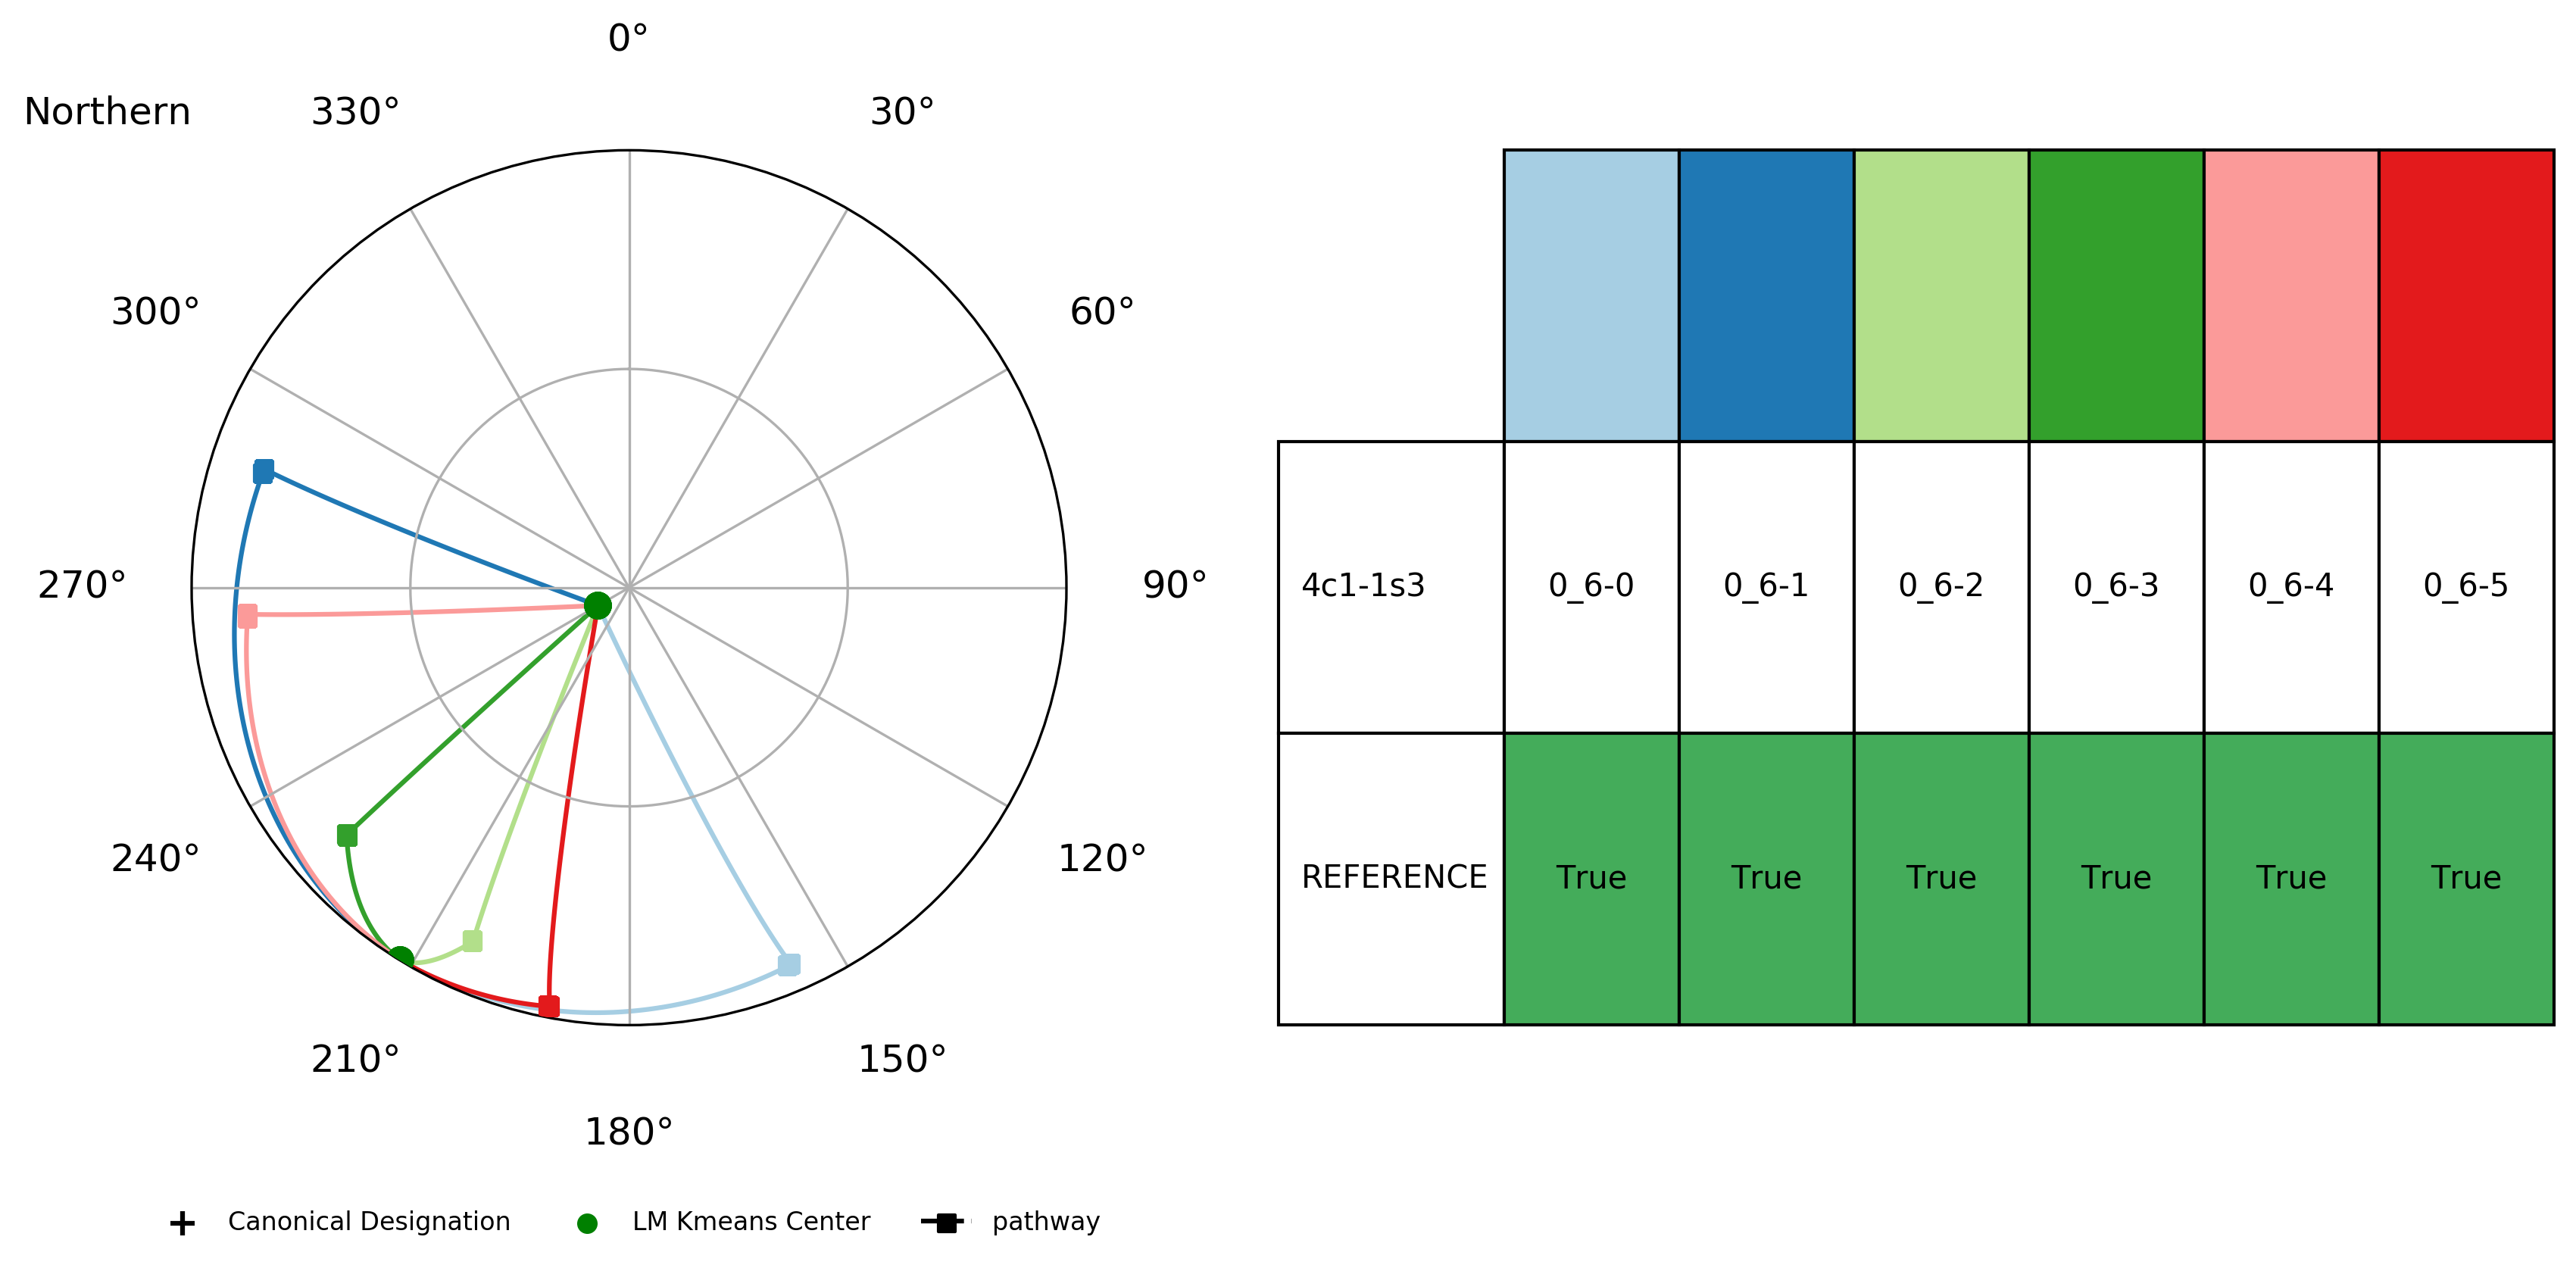 0°
Northern 330° 30°
300° 60°
270° 90°
240° 120°
210° 150°
180°
Canonical Designation LM Kmeans Center pathway
4c1-1s3 0_6-0 0_6-1 0_6-2 0_6-3 0_6-4 0_6-5
REFERENCE True True True True True True